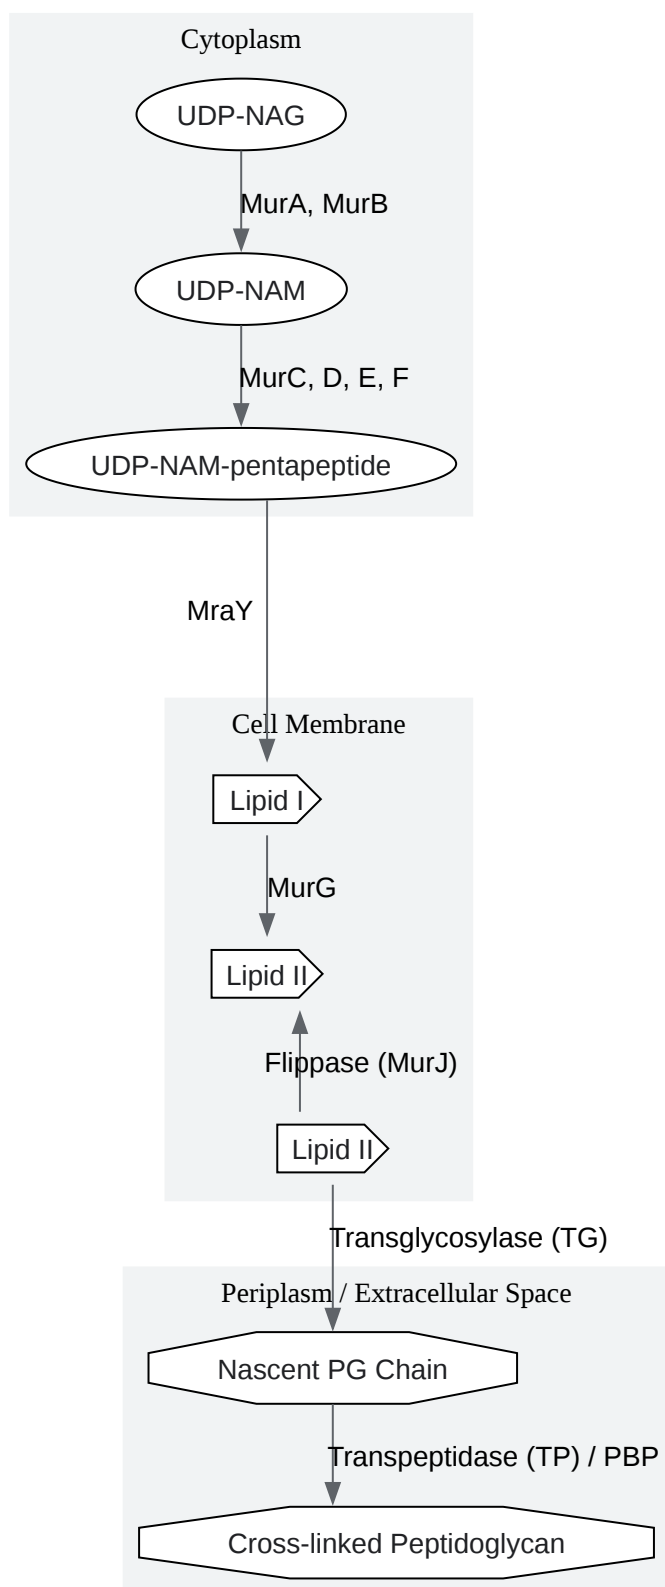 Cytoplasm
UDP-NAG
MurA, MurB
UDP-NAM
MurC, D, E, F
UDP-NAM-pentapeptide
MraY
Cell Membrane
Lipid I
MurG
Lipid II
Flippase (MurJ)
Lipid II
Transglycosylase (TG)
Periplasm / Extracellular Space
Nascent PG Chain
Transpeptidase (TP) / PBP
Cross-linked Peptidoglycan